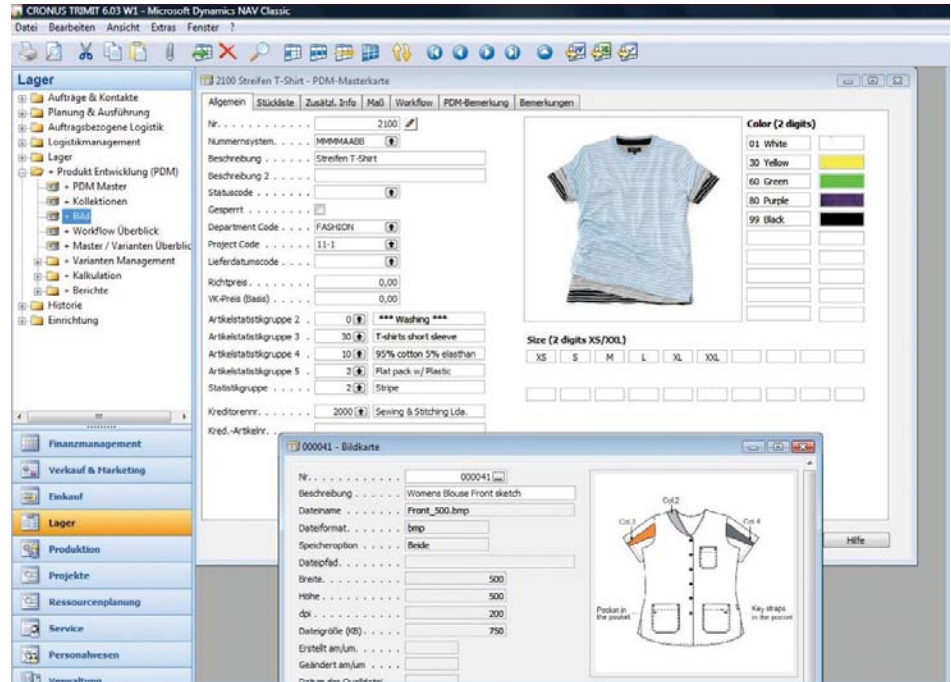 CRONUS TRIMIT 6.03 W1 - Microsoft Dynamics NAV Classic
Datei Bearbeiten Ansicht Extras Fenster ?
Lager
Aufträge & Kontakte
Planung & Ausführung
Auftragsbezogene Logistik
Logistikmanagement
Lager
+ Produkt Entwicklung (PDM)
+ PDM Master
+ Kollektionen
+ Bild
+ Workflow Überblick
+ Master / Varianten Überblic
+ Varianten Management
+ Kalkulation
+ Berichte
Historie
Einrichtung
Finanzmanagement
Verkauf & Marketing
Einkauf
Lager
Produktion
Projekte
Ressourcenplanung
Service
Personalwesen
Verwaltung
2100 Streifen T-Shirt - PDM-Masterkarte
Allgemein Stückliste Zusätzl. Info Maß Workflow PDM-Bemerkung Bemerkungen
Nr. . . . . . . . . . . . 2100
Nummernsystem. . . . . MMMMAABB
Beschreibung . . . . . . Streifen T-Shirt
Beschreibung 2 . . . . .
Statuscode . . . . . . .
Gesperrt . . . . . . . .
Department Code . . . . FASHION
Project Code . . . . . . 11-1
Lieferdatumscode . . . .
Richtpreis. . . . . . . . 0,00
VK-Preis (Basis) . . . . . 0,00
Artikelstatistikgruppe 2 . 0 *** Washing ***
Artikelstatistikgruppe 3 . 30 T-shirts short sleeve
Artikelstatistikgruppe 4 . 10 95% cotton 5% elasthan
Artikelstatistikgruppe 5 . 2 Flat pack w/ Plastic
Statistikgruppe . . . . . 2 Stripe
Kreditorennr. . . . . . . 2000 Sewing & Stitching Lda.
Kred.-Artikelnr. . .
Color (2 digits)
01 White
30 Yellow
60 Green
80 Purple
99 Black
Size (2 digits XS/XXL)
XS S M L XL XXL
Hilfe
000041 - Bildkarte
Nr. . . . . . . . . . . . 000041
Beschreibung . . . . . . Womens Blouse Front sketch
Dateiname . . . . . . . Front_500.bmp
Dateiformat. . . . . . . bmp
Speicheroption . . . . . Beide
Dateipfad. . . . . . . .
Breite. . . . . . . . . . 500
Höhe . . . . . . . . . . 500
dpi . . . . . . . . . . . 200
Dateigröße (KB) . . . . . 750
Erstellt am/um. . . . . .
Geändert am/um . . . .
Datum der Quelldatei
Col.2
Col.3
Col.4
Pocket in
the pocket
Key straps
in the pocket